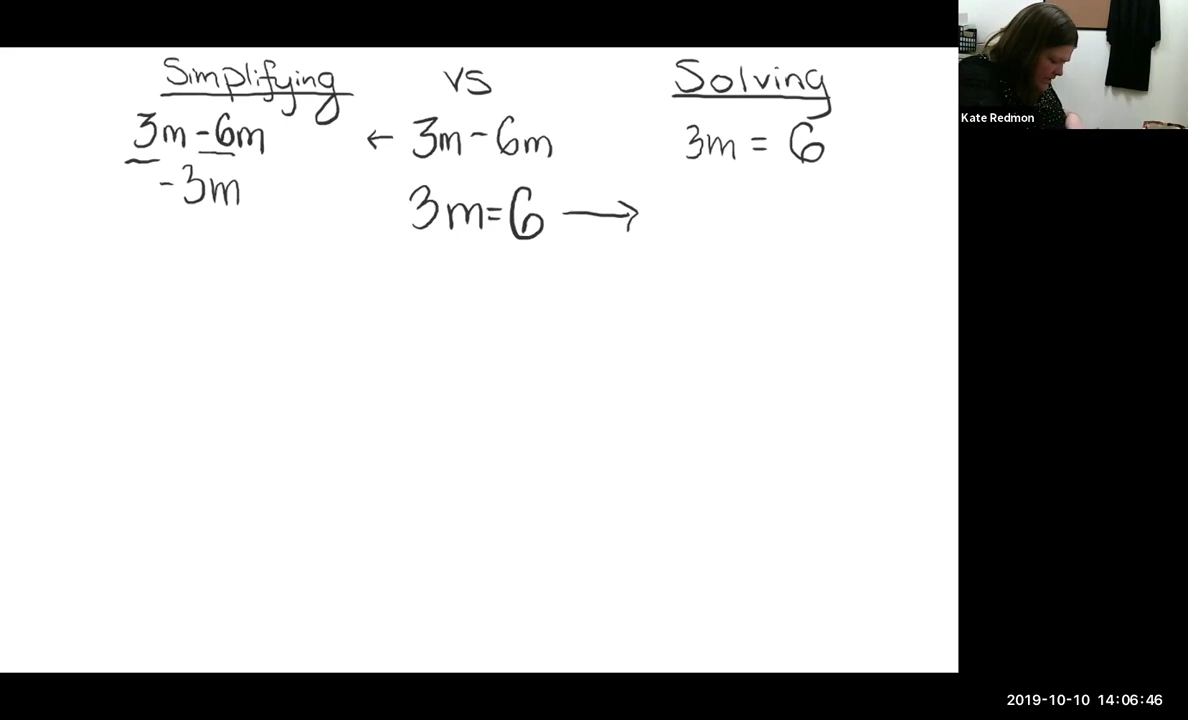 Simplifying vs Solving
3m - 6m ← 3m - 6m 3m = 6
-3m 3m = 6 →
Kate Redmon
2019-10-10 14:06:46